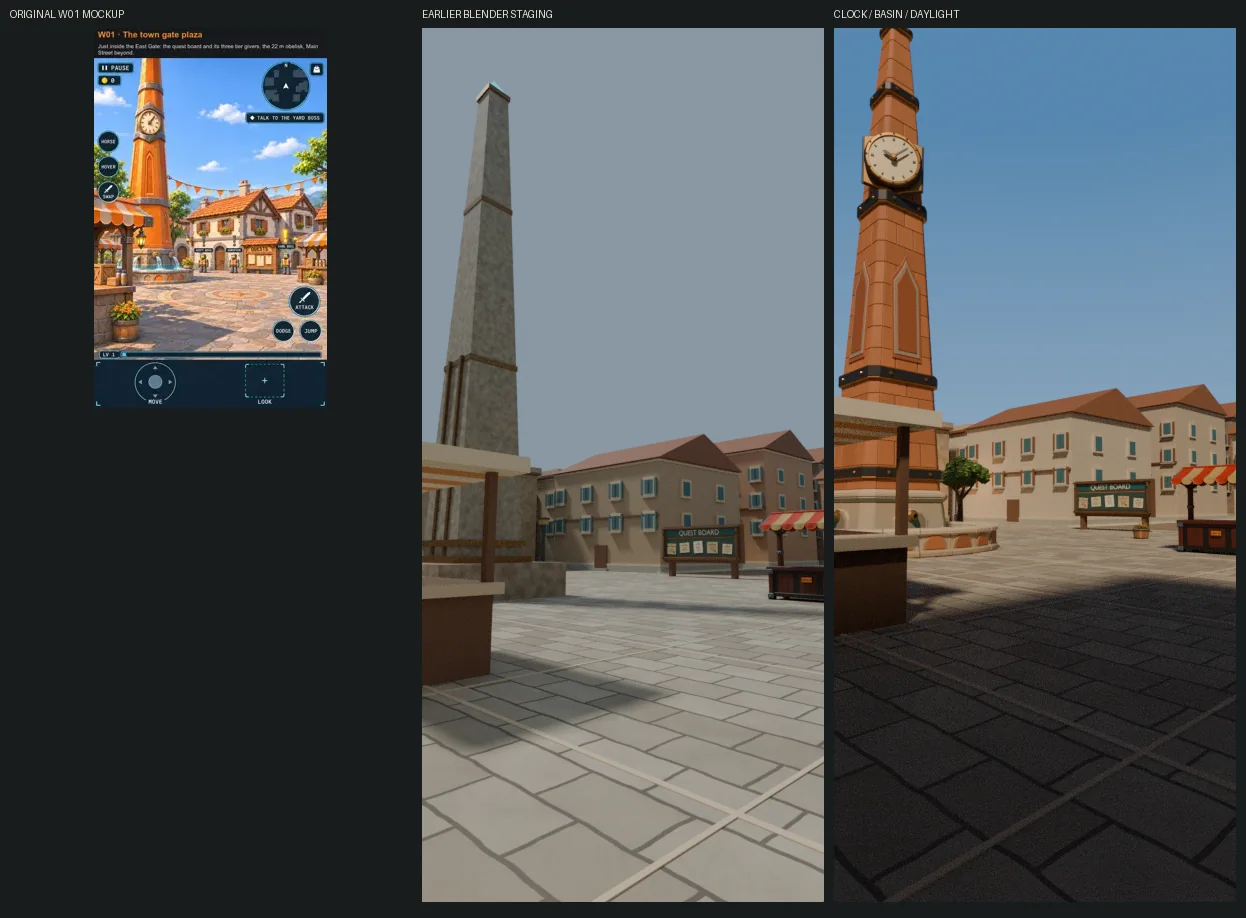 ORIGINAL W01 MOCKUP
W01 · The town gate plaza
Just inside the East Gate: the quest board and its three tier givers, the 22 m obelisk, Main
Street beyond.
PAUSE
0
N
TALK TO THE YARD BOSS
HORSE
HOVER
SWAP
ATTACK
DODGE
JUMP
LV 1
MOVE
LOOK
EARLIER BLENDER STAGING
QUEST BOARD
CLOCK / BASIN / DAYLIGHT
QUEST BOARD